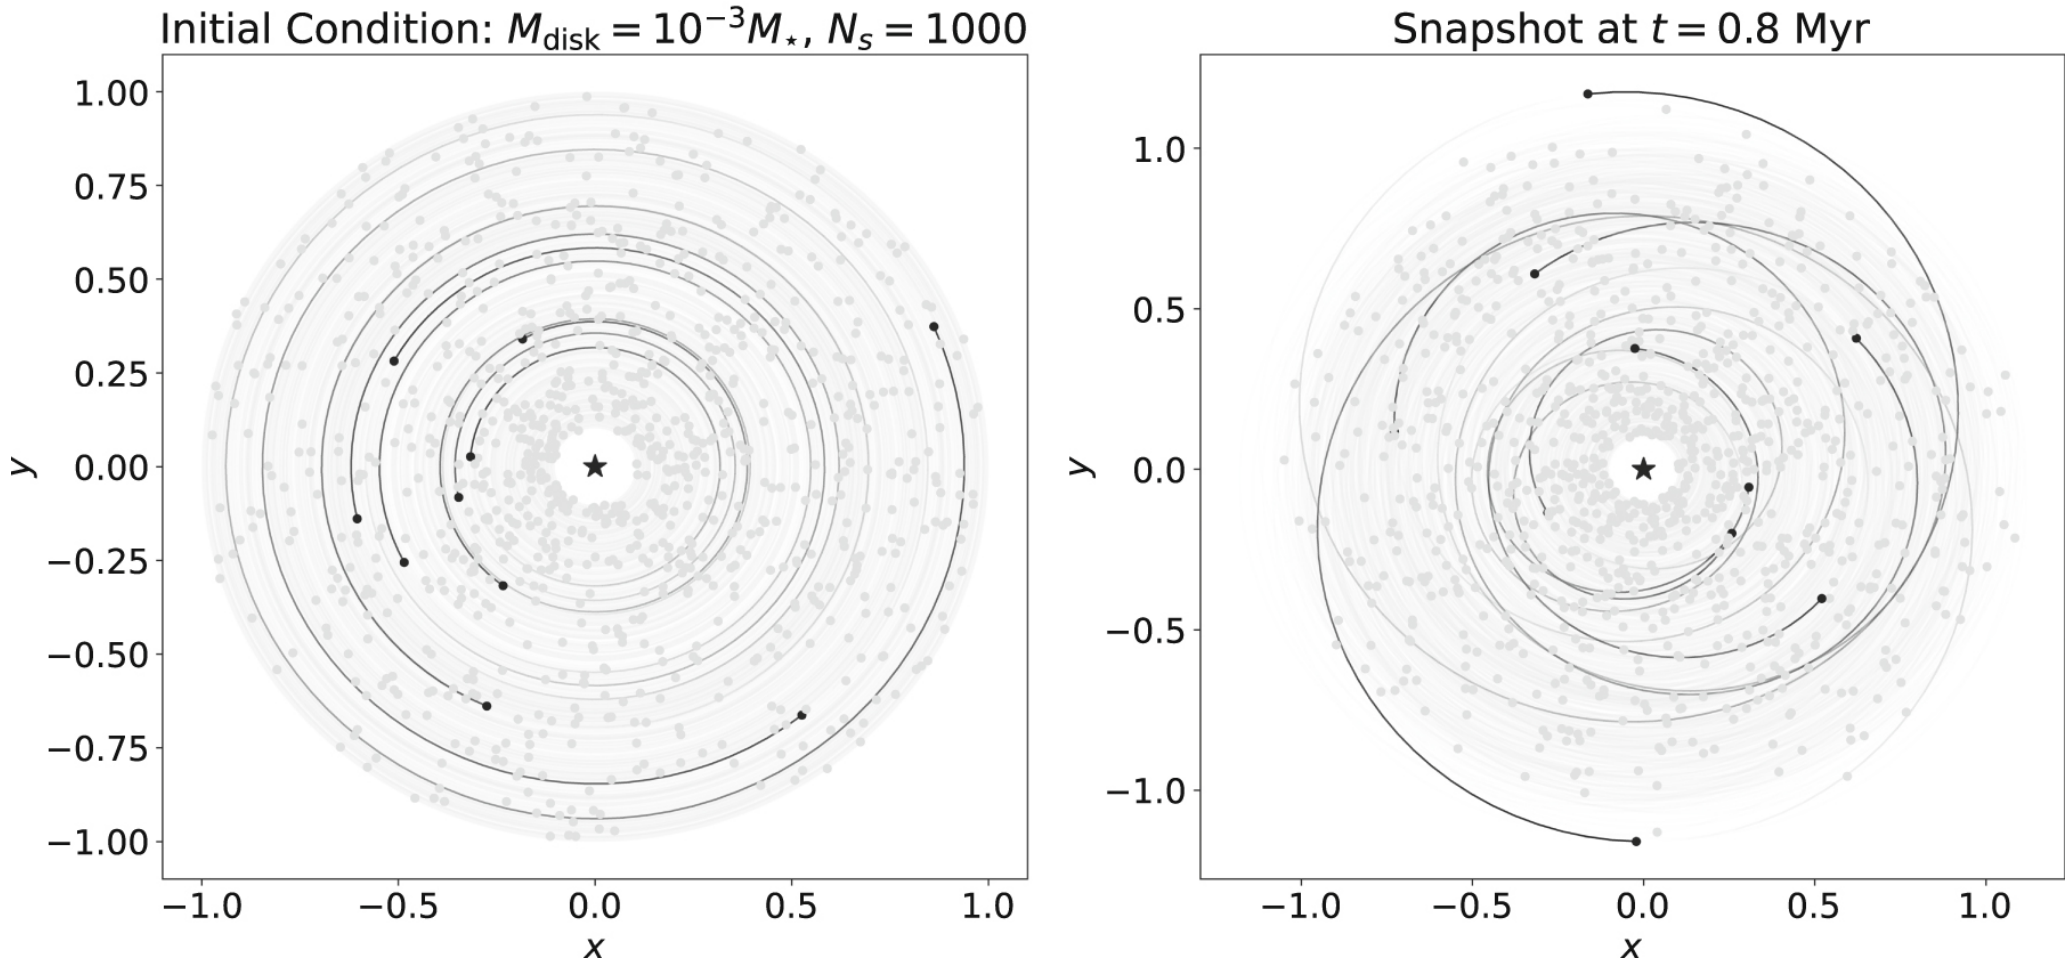 Initial Condition: M_disk = 10^−3 M_⋆, N_s = 1000
1.00
0.75
0.50
0.25
0.00
−0.25
−0.50
−0.75
−1.00
y
−1.0 −0.5 0.0 0.5 1.0
x
Snapshot at t = 0.8 Myr
1.0
0.5
0.0
−0.5
−1.0
y
−1.0 −0.5 0.0 0.5 1.0
x